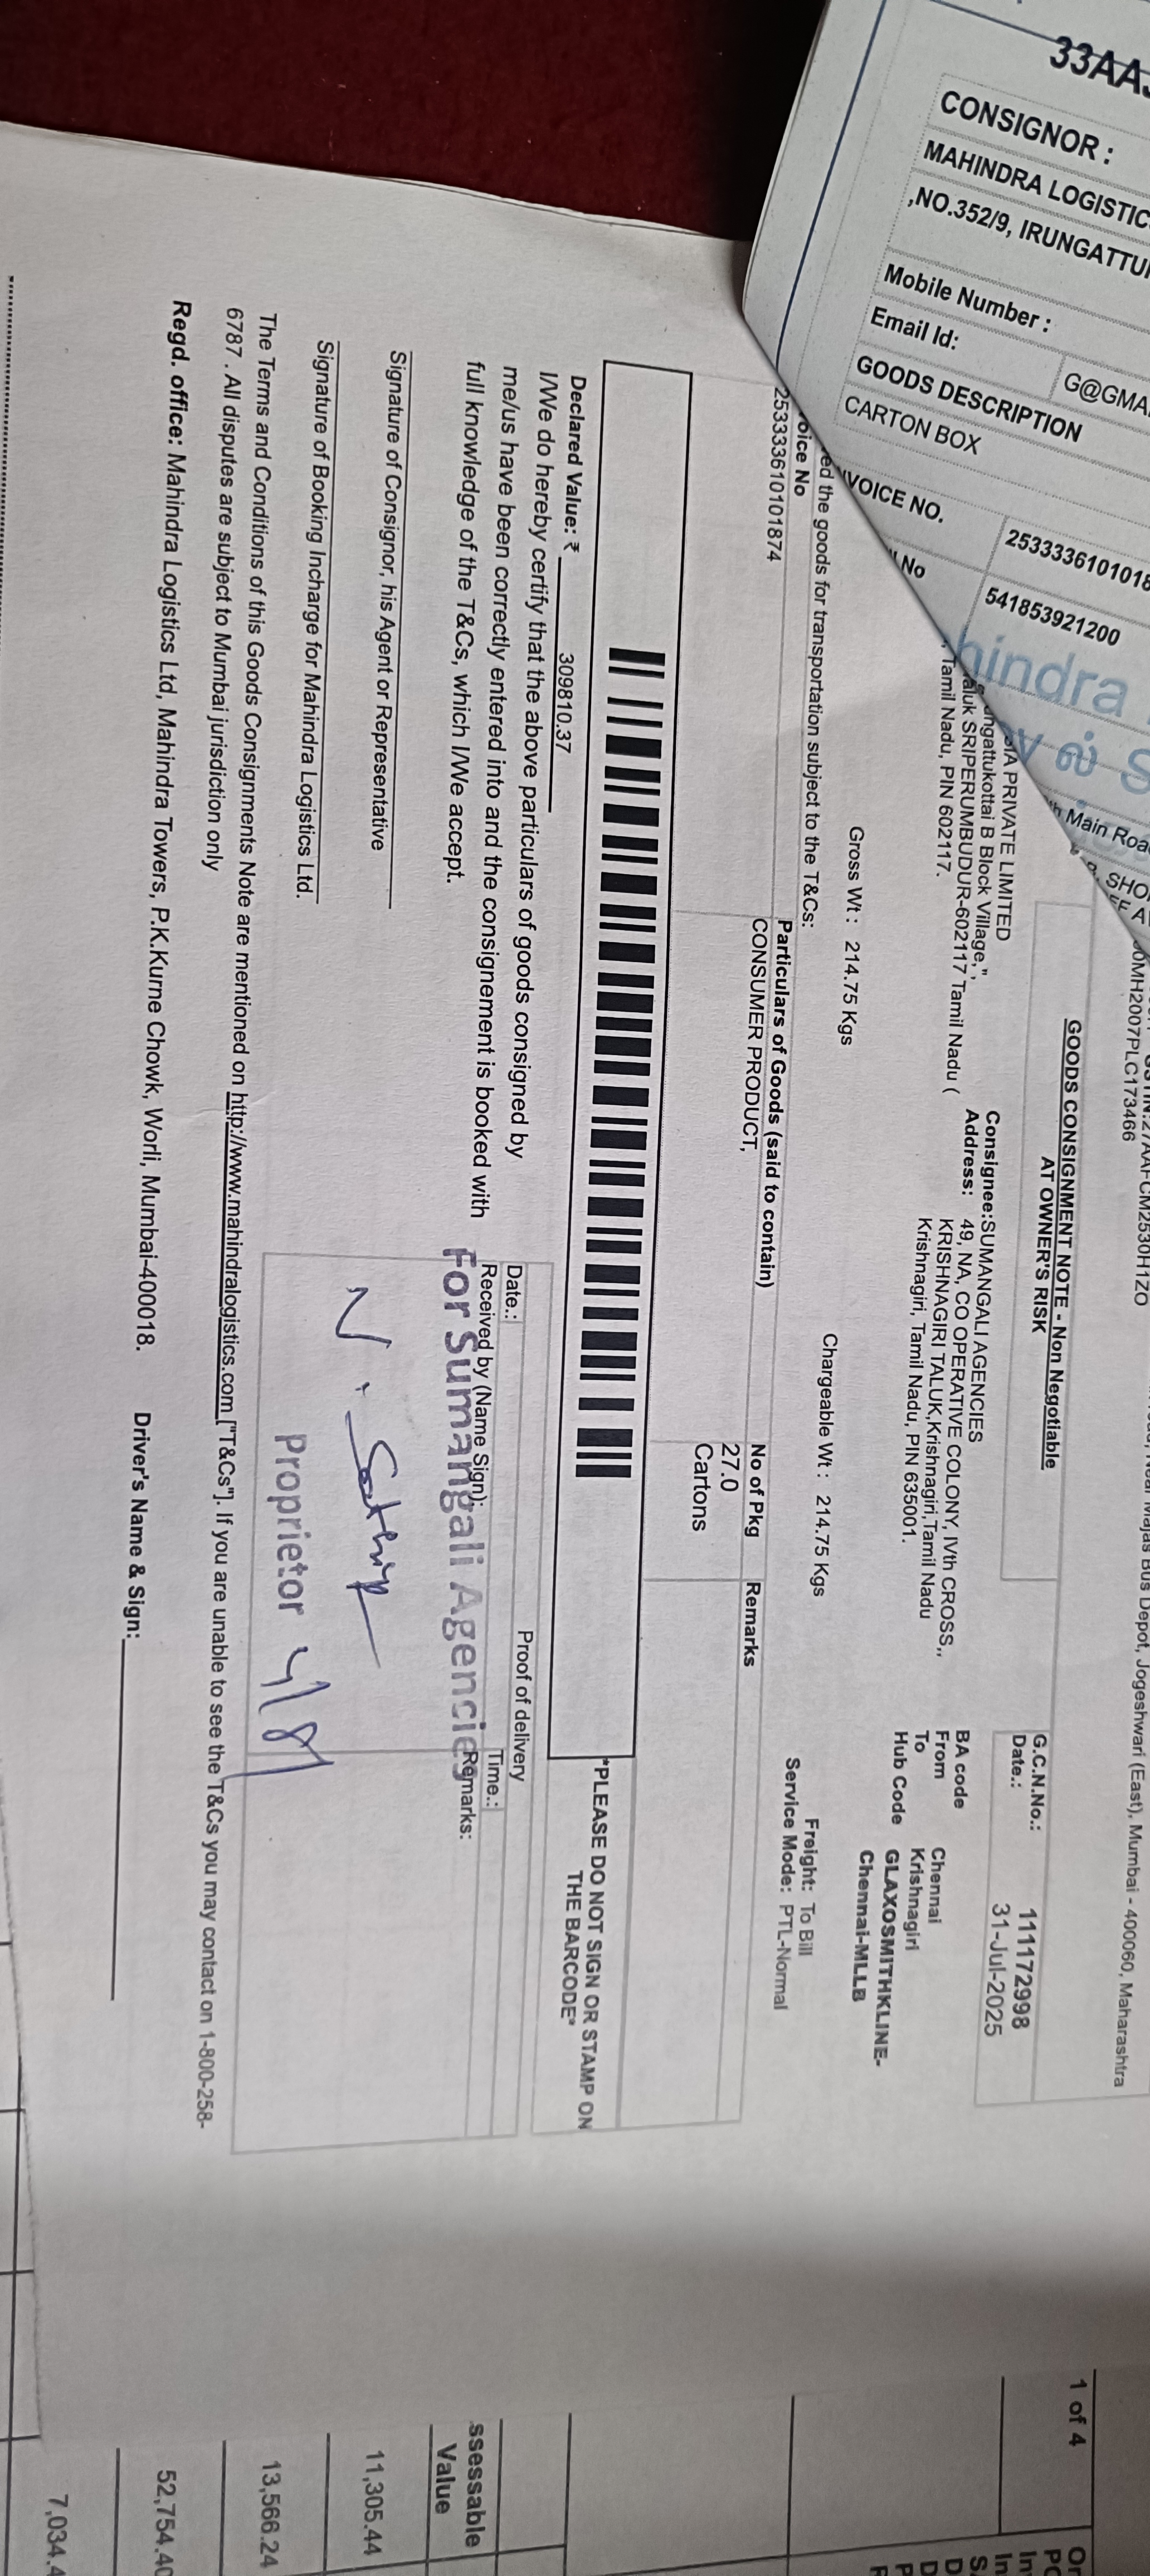 33AA
CONSIGNOR :
MAHINDRA LOGISTIC
,NO.352/9, IRUNGATTU
Mobile Number :
Email Id:
G@GMA
GOODS DESCRIPTION
CARTON BOX
VOICE NO.
2533336101018
No
541853921200
hindra
Main Roa
SHO
Majas Bus Depot, Jogeshwari (East), Mumbai - 400060, Maharashtra
GSTIN:27AAFCM2530H1ZO
0MH2007PLC173466
GOODS CONSIGNMENT NOTE - Non Negotiable
AT OWNER'S RISK
G.C.N.No.: 111172998
Date.: 31-Jul-2025
SIA PRIVATE LIMITED
ngattukottai B Block Village,",
aluk SRIPERUMBUDUR-602117 Tamil Nadu (
, Tamil Nadu, PIN 602117.
Consignee:SUMANGALI AGENCIES
Address: 49, NA, CO OPERATIVE COLONY, IVth CROSS,,
KRISHNAGIRI TALUK,Krishnagiri,Tamil Nadu
Krishnagiri, Tamil Nadu, PIN 635001.
BA code
From Chennai
To Krishnagiri
Hub Code GLAXOSMITHKLINE-
Chennai-MLLB
Gross Wt : 214.75 Kgs
Chargeable Wt : 214.75 Kgs
Freight: To Bill
Service Mode: PTL-Normal
ed the goods for transportation subject to the T&Cs:
voice No
Particulars of Goods (said to contain)
No of Pkg
Remarks
253333610101874
CONSUMER PRODUCT,
27.0
Cartons
*PLEASE DO NOT SIGN OR STAMP ON
THE BARCODE*
Declared Value: ₹ 309810.37
I/We do hereby certify that the above particulars of goods consigned by
me/us have been correctly entered into and the consignement is booked with
full knowledge of the T&Cs, which I/We accept.
Proof of delivery
Date.:
Time.:
Received by (Name Sign):
Remarks:
For Sumangali Agencies
Proprietor
Signature of Consignor, his Agent or Representative
Signature of Booking Incharge for Mahindra Logistics Ltd.
The Terms and Conditions of this Goods Consignments Note are mentioned on http://www.mahindralogistics.com ["T&Cs"]. If you are unable to see the T&Cs you may contact on 1-800-258-
6787 . All disputes are subject to Mumbai jurisdiction only
Regd. office: Mahindra Logistics Ltd, Mahindra Towers, P.K.Kurne Chowk, Worli, Mumbai-400018.
Driver's Name & Sign:
1 of 4
ssessable
Value
11,305.44
13,566.24
52,754.40
7,034.4